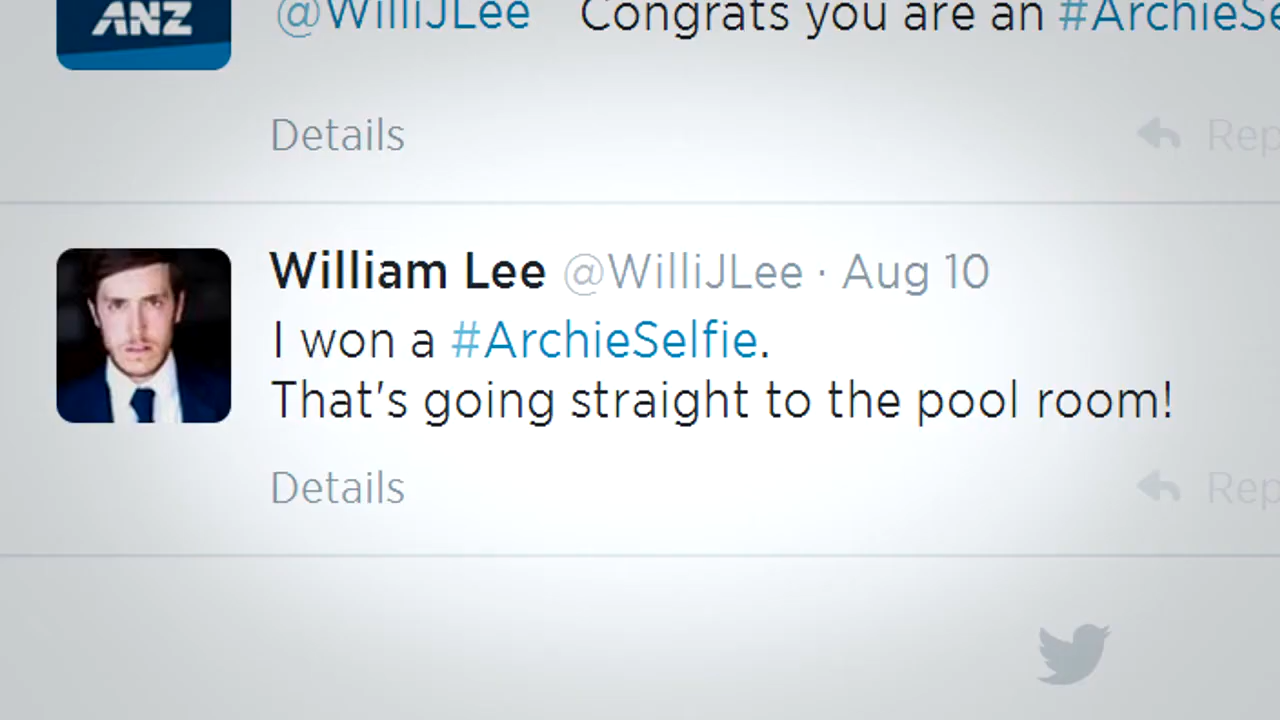 ANZ
@WilliJLee Congrats you are an #ArchieSe
Details
Rep
William Lee @WilliJLee · Aug 10
I won a #ArchieSelfie.
That's going straight to the pool room!
Details
Rep